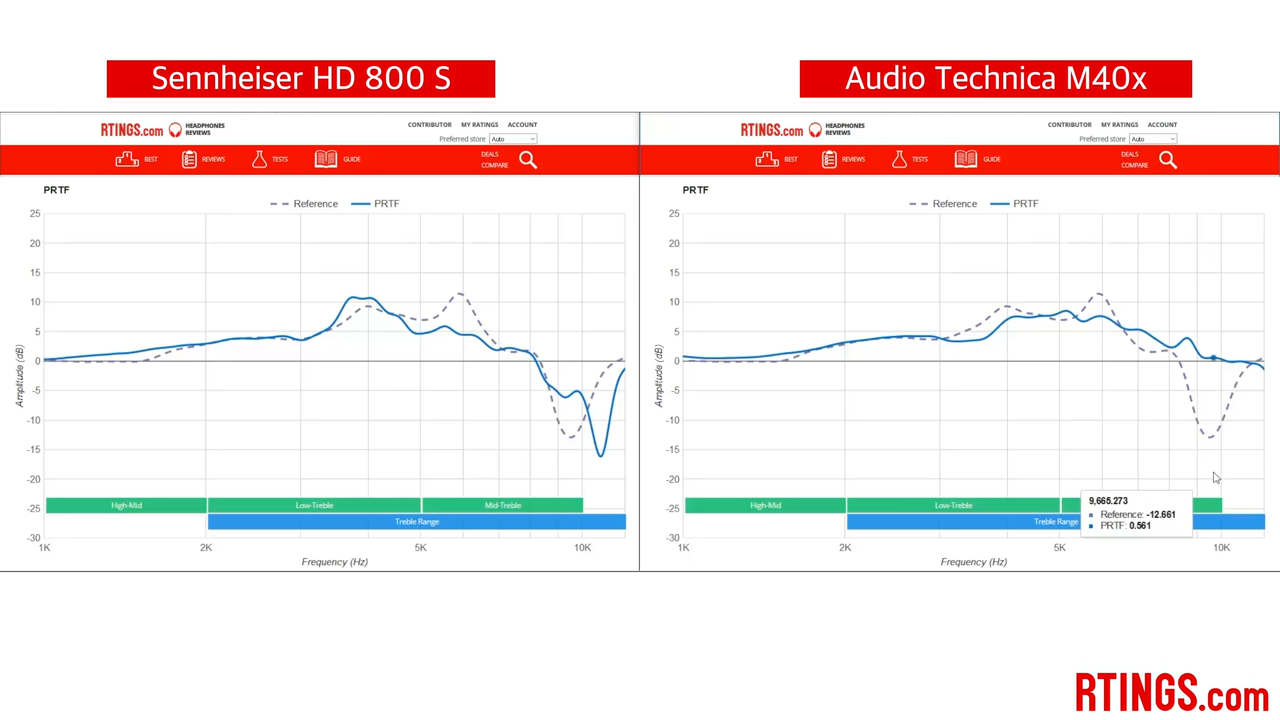 Sennheiser HD 800 S
Audio Technica M40x
RTINGS.com
HEADPHONES
REVIEWS
CONTRIBUTOR MY RATINGS ACCOUNT
Preferred store Auto
BEST REVIEWS TESTS GUIDE
DEALS
COMPARE
PRTF
Reference PRTF
25
20
15
10
5
0
-5
-10
-15
-20
-25
-30
Amplitude (dB)
High-Mid Low-Treble Mid-Treble
Treble Range
1K 2K 5K 10K
Frequency (Hz)
RTINGS.com
HEADPHONES
REVIEWS
CONTRIBUTOR MY RATINGS ACCOUNT
Preferred store Auto
BEST REVIEWS TESTS GUIDE
DEALS
COMPARE
PRTF
Reference PRTF
25
20
15
10
5
0
-5
-10
-15
-20
-25
-30
Amplitude (dB)
High-Mid Low-Treble
Treble Range
9,665.273
Reference: -12.661
PRTF: 0.561
1K 2K 5K 10K
Frequency (Hz)
RTINGS.com